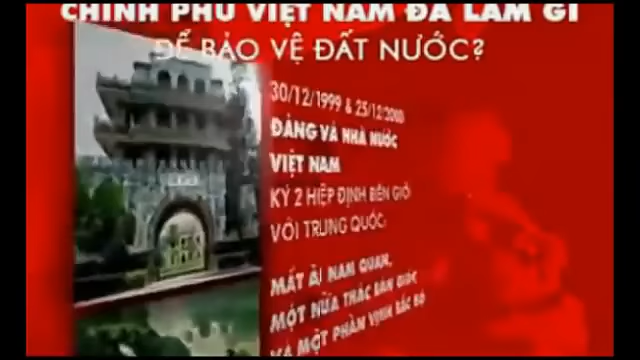 CHÍNH PHỦ VIỆT NAM ĐÃ LÀM GÌ
ĐỂ BẢO VỆ ĐẤT NƯỚC?
30/12/1999 & 25/12/2000
ĐẢNG VÀ NHÀ NƯỚC
VIỆT NAM
KÝ 2 HIỆP ĐỊNH BIÊN GIỚI
VỚI TRUNG QUỐC:
MẤT ẢI NAM QUAN,
MỘT NỬA THÁC BẢN GIỐC
VÀ MỘT PHẦN VỊNH BẮC BỘ